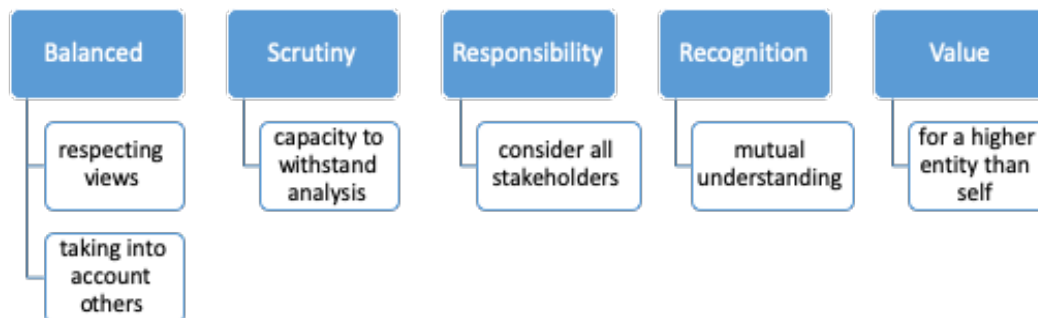 Balanced
Scrutiny
Responsibility
Recognition
Value
respecting
views
capacity to
withstand
analysis
consider all
stakeholders
mutual
understanding
for a higher
entity than
self
taking into
account
others